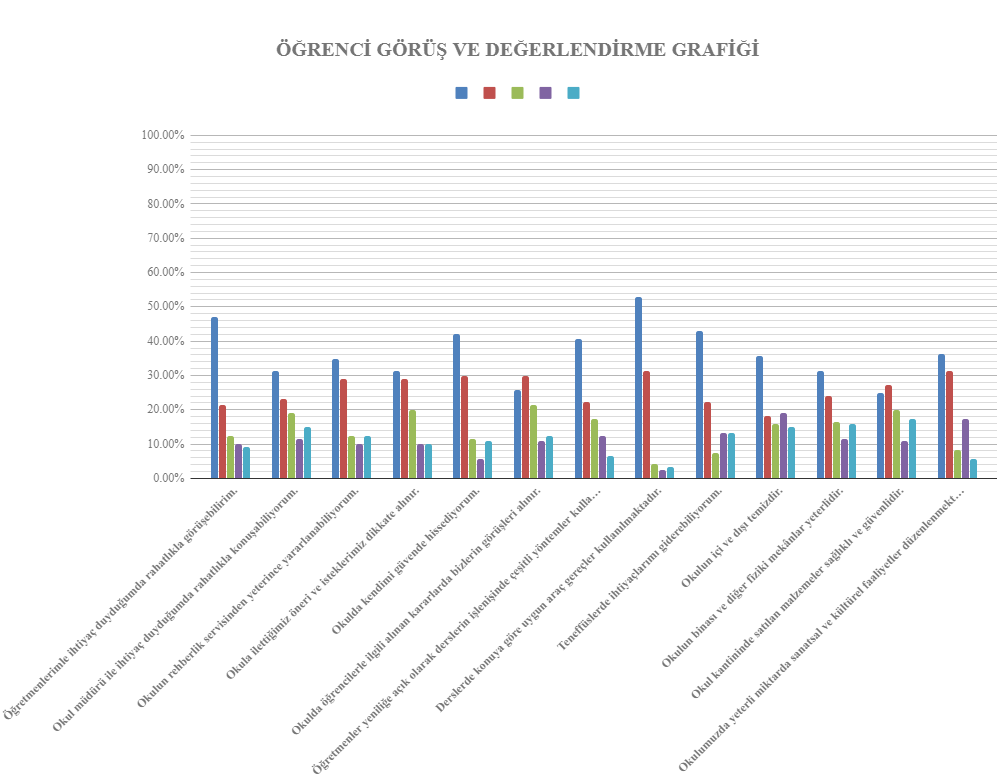 ÖĞRENCİ GÖRÜŞ VE DEĞERLENDİRME GRAFİĞİ
100.00%
90.00%
80.00%
70.00%
60.00%
50.00%
40.00%
30.00%
20.00%
10.00%
0.00%
Öğretmenlerimle ihtiyaç duyduğumda rahatlıkla görüşebilirim.
Okul müdürü ile ihtiyaç duyduğumda rahatlıkla konuşabiliyorum.
Okulun rehberlik servisinden yeterince yararlanabiliyorum.
Okula ilettiğimiz öneri ve isteklerimiz dikkate alınır.
Okulda kendimi güvende hissediyorum.
Okulda öğrencilerle ilgili alınan kararlarda bizlerin görüşleri alınır.
Öğretmenler yeniliğe açık olarak derslerin işlenişinde çeşitli yöntemler kulla…
Derslerde konuya göre uygun araç gereçler kullanılmaktadır.
Teneffüslerde ihtiyaçlarımı giderebiliyorum.
Okulun içi ve dışı temizdir.
Okulun binası ve diğer fiziki mekânlar yeterlidir.
Okul kantininde satılan malzemeler sağlıklı ve güvenlidir.
Okulumuzda yeterli miktarda sanatsal ve kültürel faaliyetler düzenlenmekt…